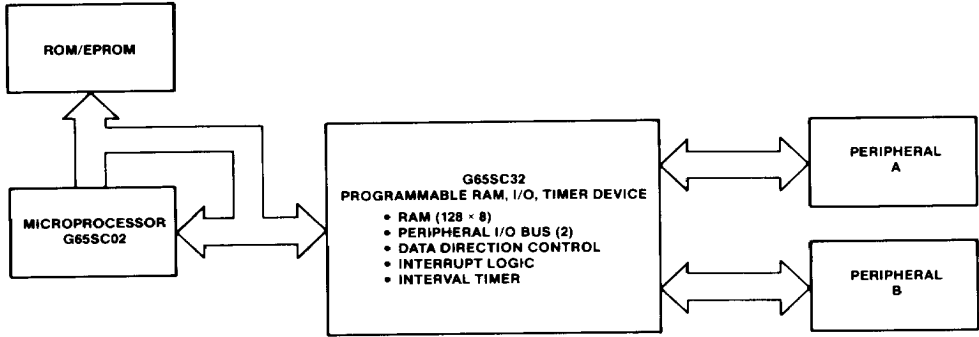 ROM/EPROM
MICROPROCESSOR
G65SC02
G65SC32
PROGRAMMABLE RAM, I/O, TIMER DEVICE
• RAM (128 × 8)
• PERIPHERAL I/O BUS (2)
• DATA DIRECTION CONTROL
• INTERRUPT LOGIC
• INTERVAL TIMER
PERIPHERAL
A
PERIPHERAL
B